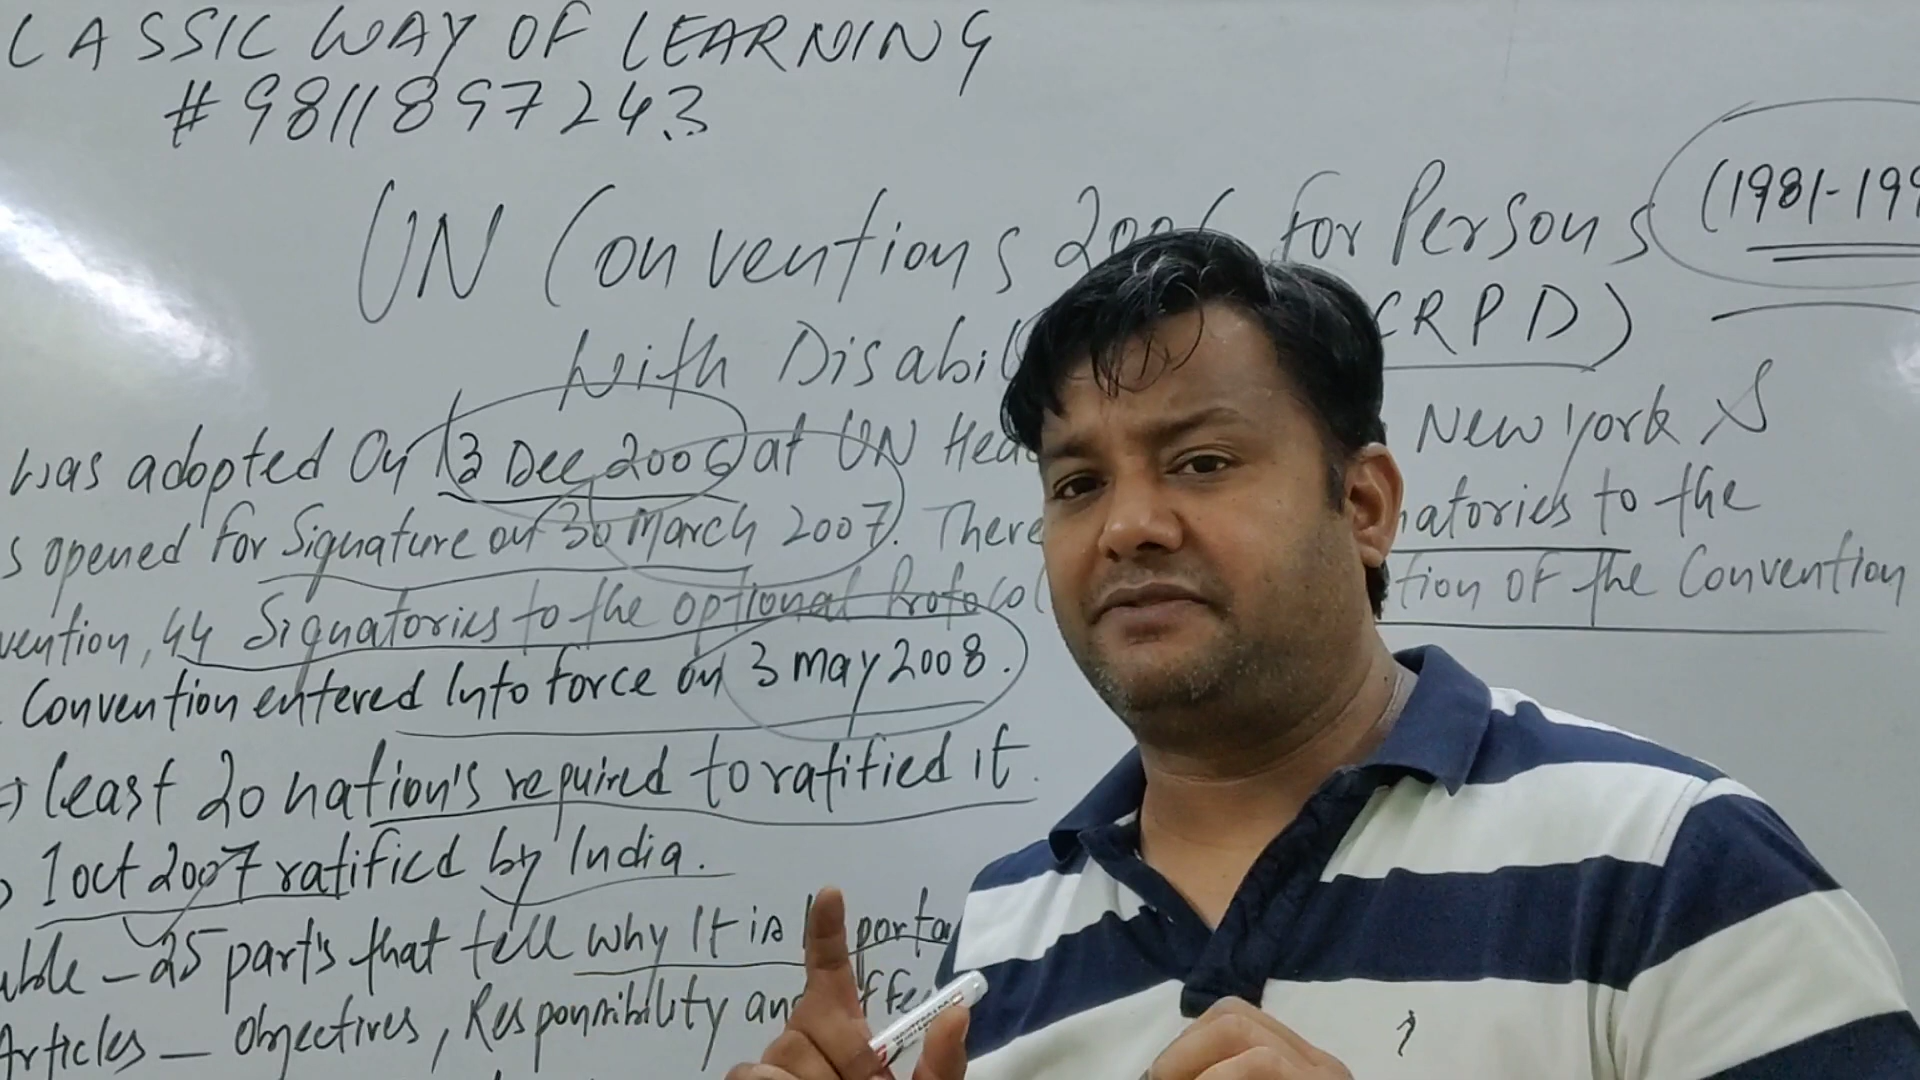 CLASSIC WAY OF LEARNING
#9811897243
UN Conventions 2006 for Persons (1981-199
With Disabil CRPD)
was adopted on 13 Dec 2006 at UN Head New York &
s opened for Signature on 30 March 2007. There natories to the
vention, 44 Signatories to the optional Protocol tion of the Convention
. Convention entered Into force on 3 may 2008.
⇒ least 20 nation's required to ratified it.
1 oct 2007 ratified by India.
mble - 25 parts that tell why It is Importa
Articles - Objectives, Responsibility and effe